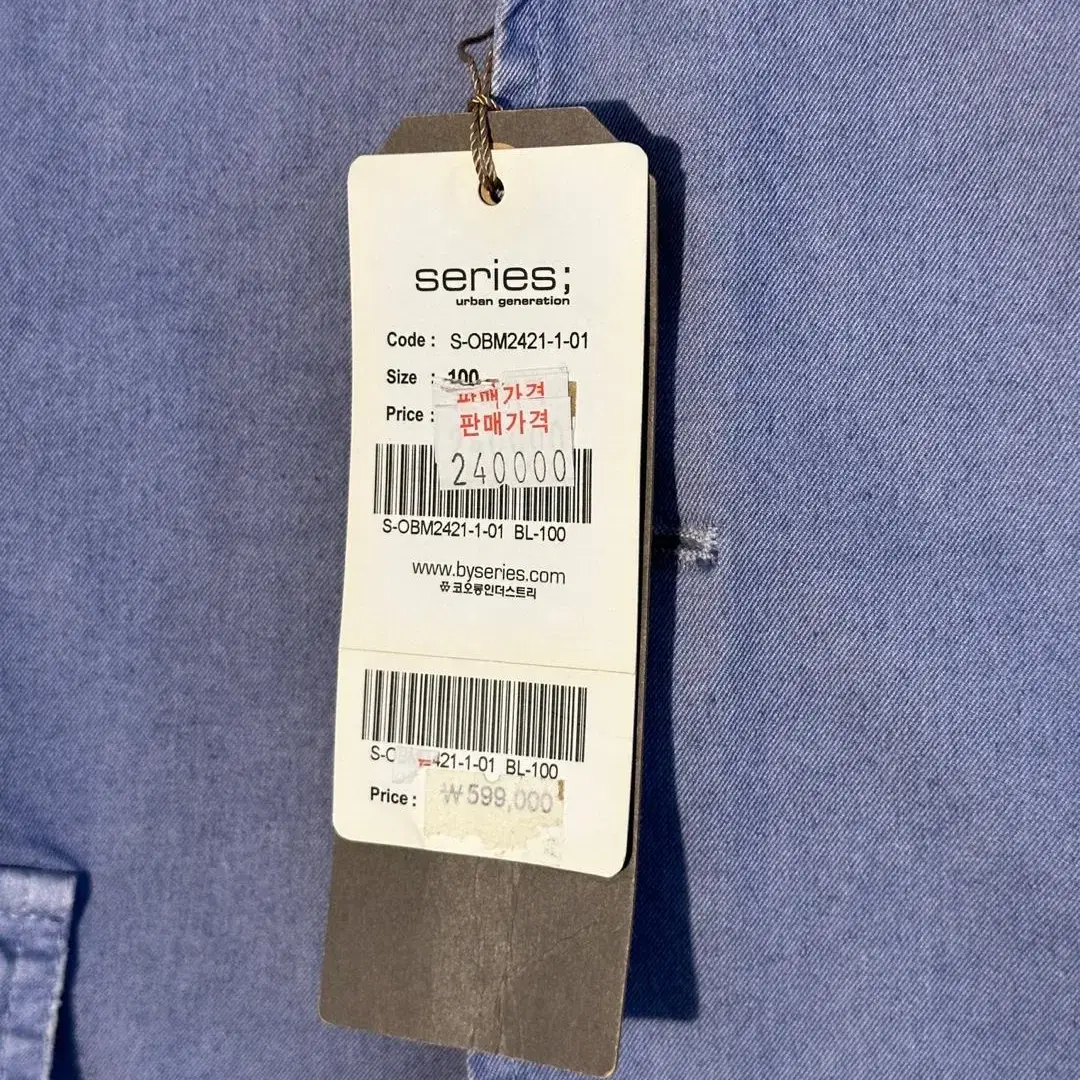 series;
urban generation
Code : S-OBM2421-1-01
Size : 100
판매가격
Price :
판매가격
240000
S-OBM2421-1-01 BL-100
www.byseries.com
코오롱인더스트리
421-1-01 BL-100
Price : ₩599,000